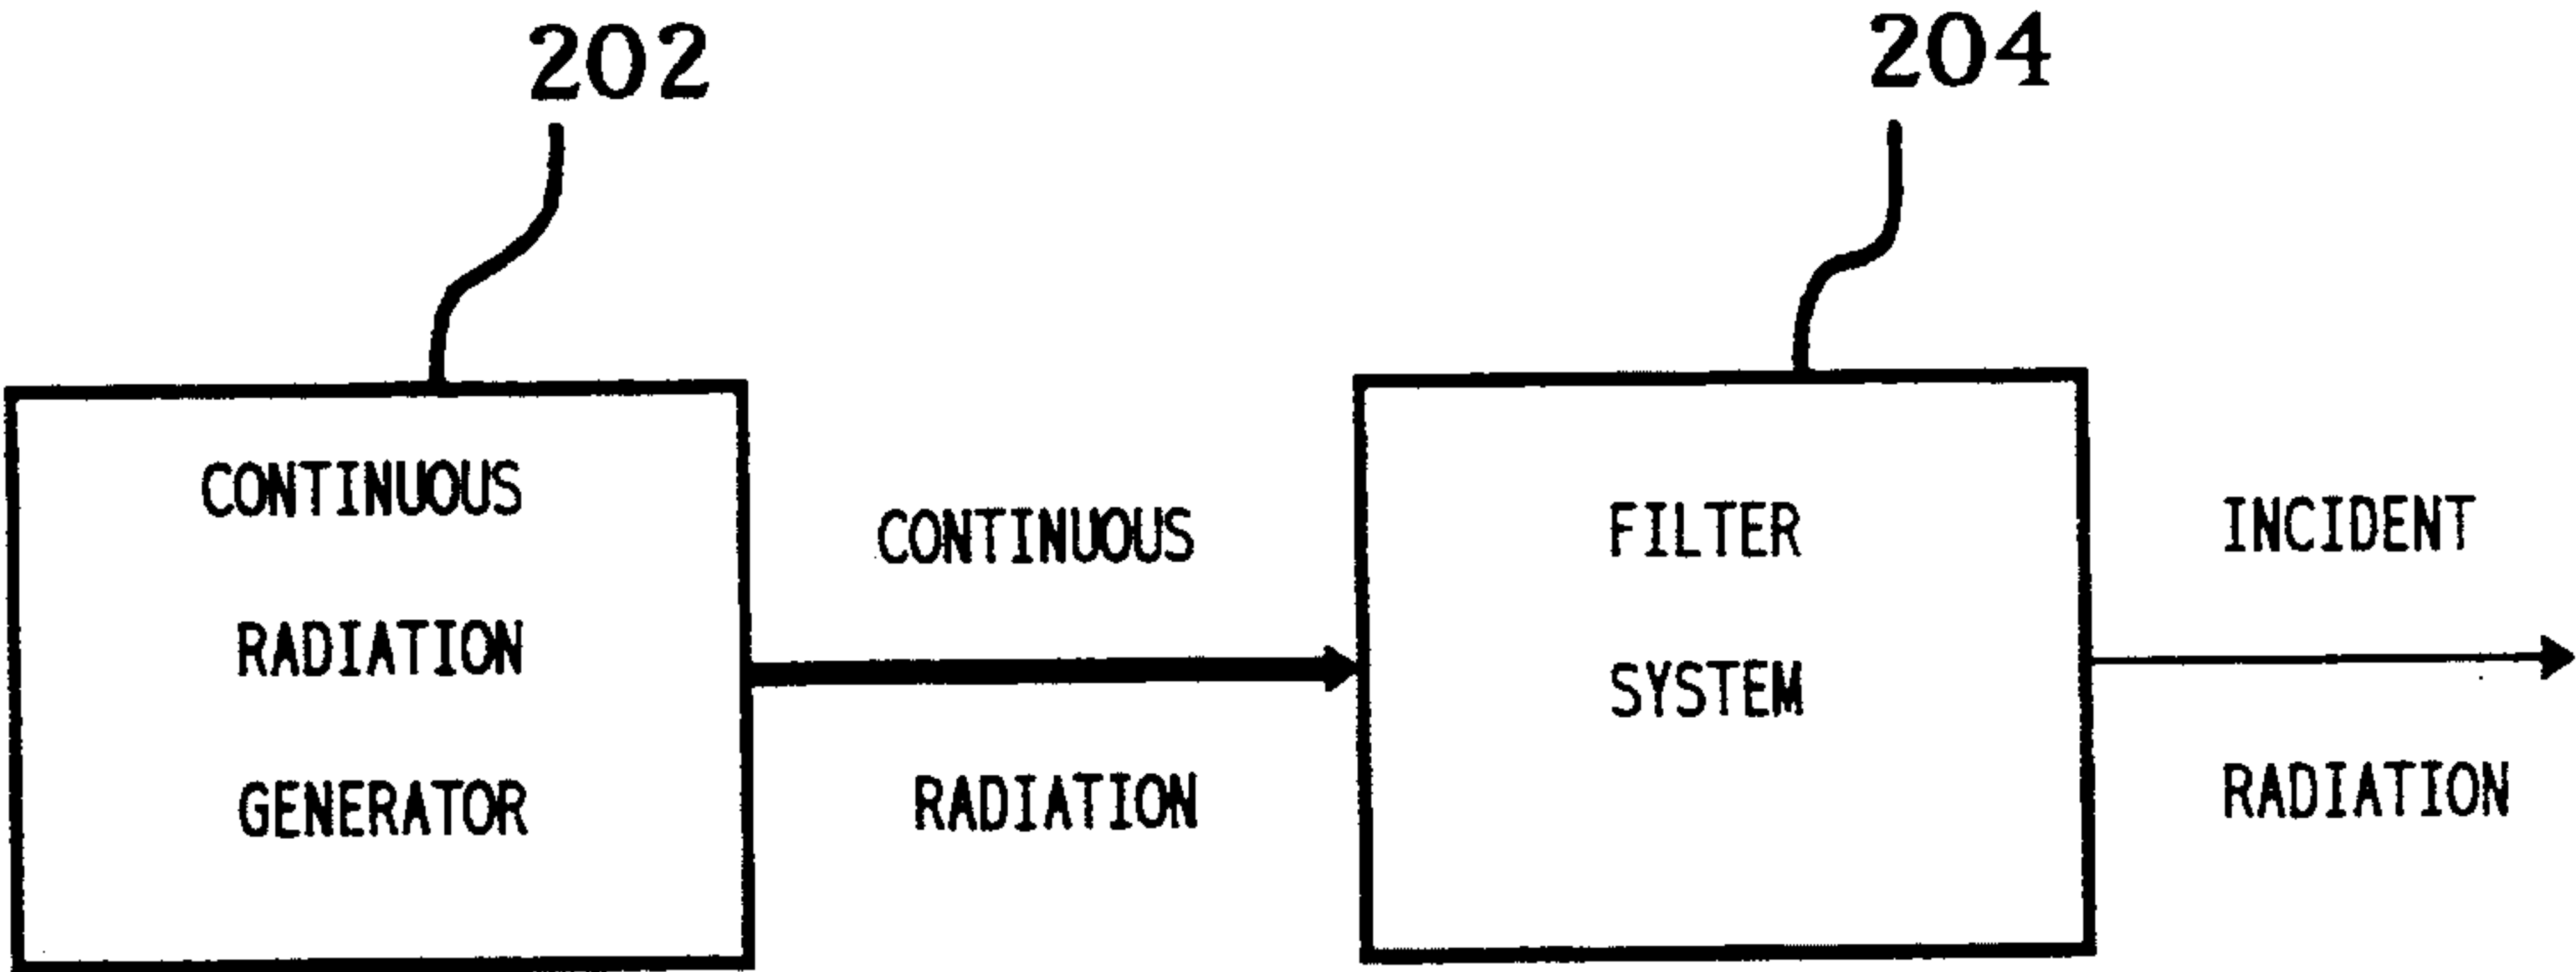 202
204
CONTINUOUS
RADIATION
GENERATOR
CONTINUOUS
RADIATION
FILTER
SYSTEM
INCIDENT
RADIATION